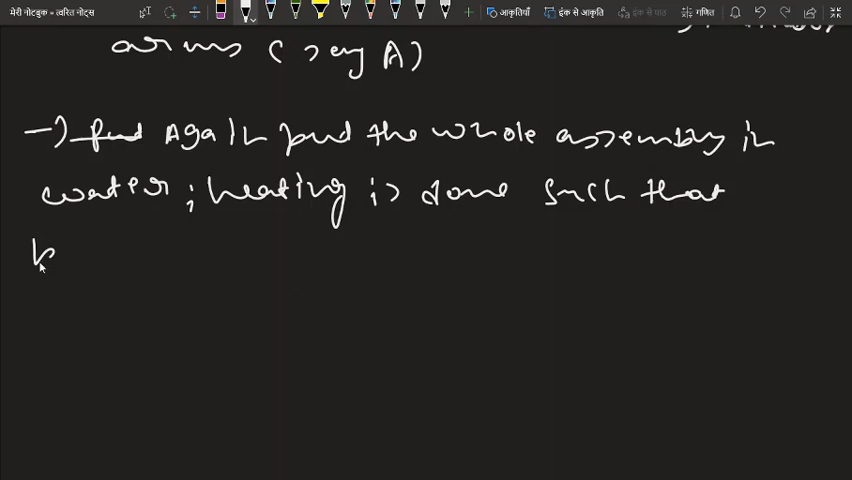 मेरी नोटबुक – त्वरित नोट्स
आकृतियाँ इंक से आकृति इंक से पाठ गणित
arms (say A)
→ find Again put the whole assembly in
water ; heating is done such that